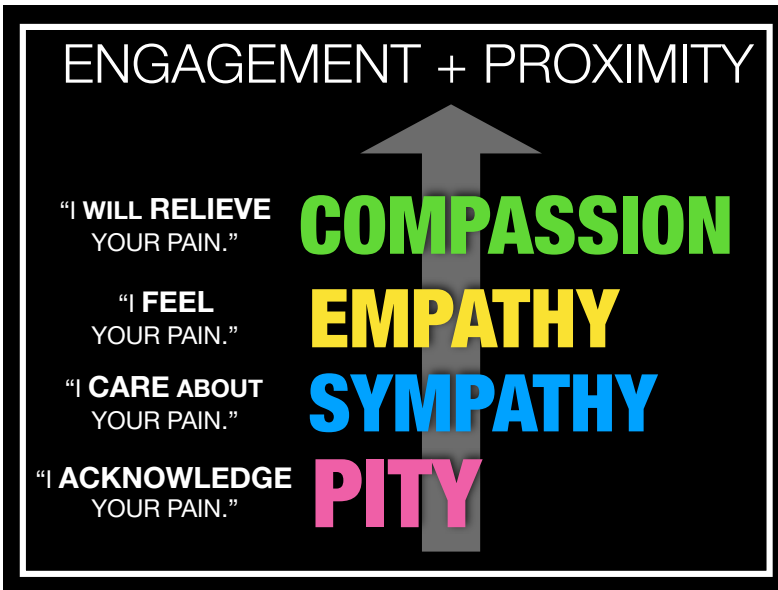 ENGAGEMENT + PROXIMITY
“I WILL RELIEVE
YOUR PAIN.”
COMPASSION
“I FEEL
YOUR PAIN.”
EMPATHY
“I CARE ABOUT
YOUR PAIN.”
SYMPATHY
“I ACKNOWLEDGE
YOUR PAIN.”
PITY